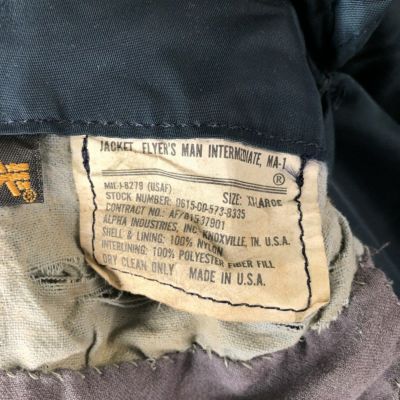 JACKET, FLYER'S MAN INTERMEDIATE, MA-1
®
MIL-J-8279 (USAF) SIZE: X-LARGE
STOCK NUMBER: 8415-00-573-8335
CONTRACT NO.: AF/01537901
ALPHA INDUSTRIES, INC. KNOXVILLE, TN. U.S.A.
SHELL & LINING: 100% NYLON
INTERLINING: 100% POLYESTER FIBER FILL
DRY CLEAN ONLY MADE IN U.S.A.